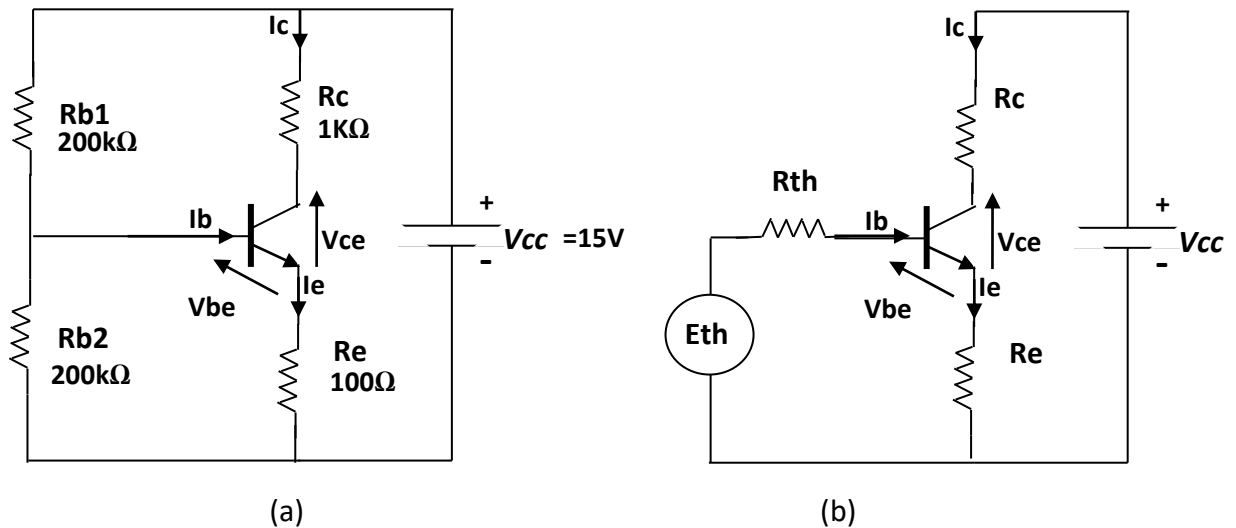 Ic
Rb1
200kΩ
Rc
1KΩ
Ib
Vce
+
Vcc =15V
-
Vbe
Ie
Rb2
200kΩ
Re
100Ω
(a)
Ic
Rc
Rth
Ib
Vce
+
Vcc
-
Vbe
Ie
Eth
Re
(b)